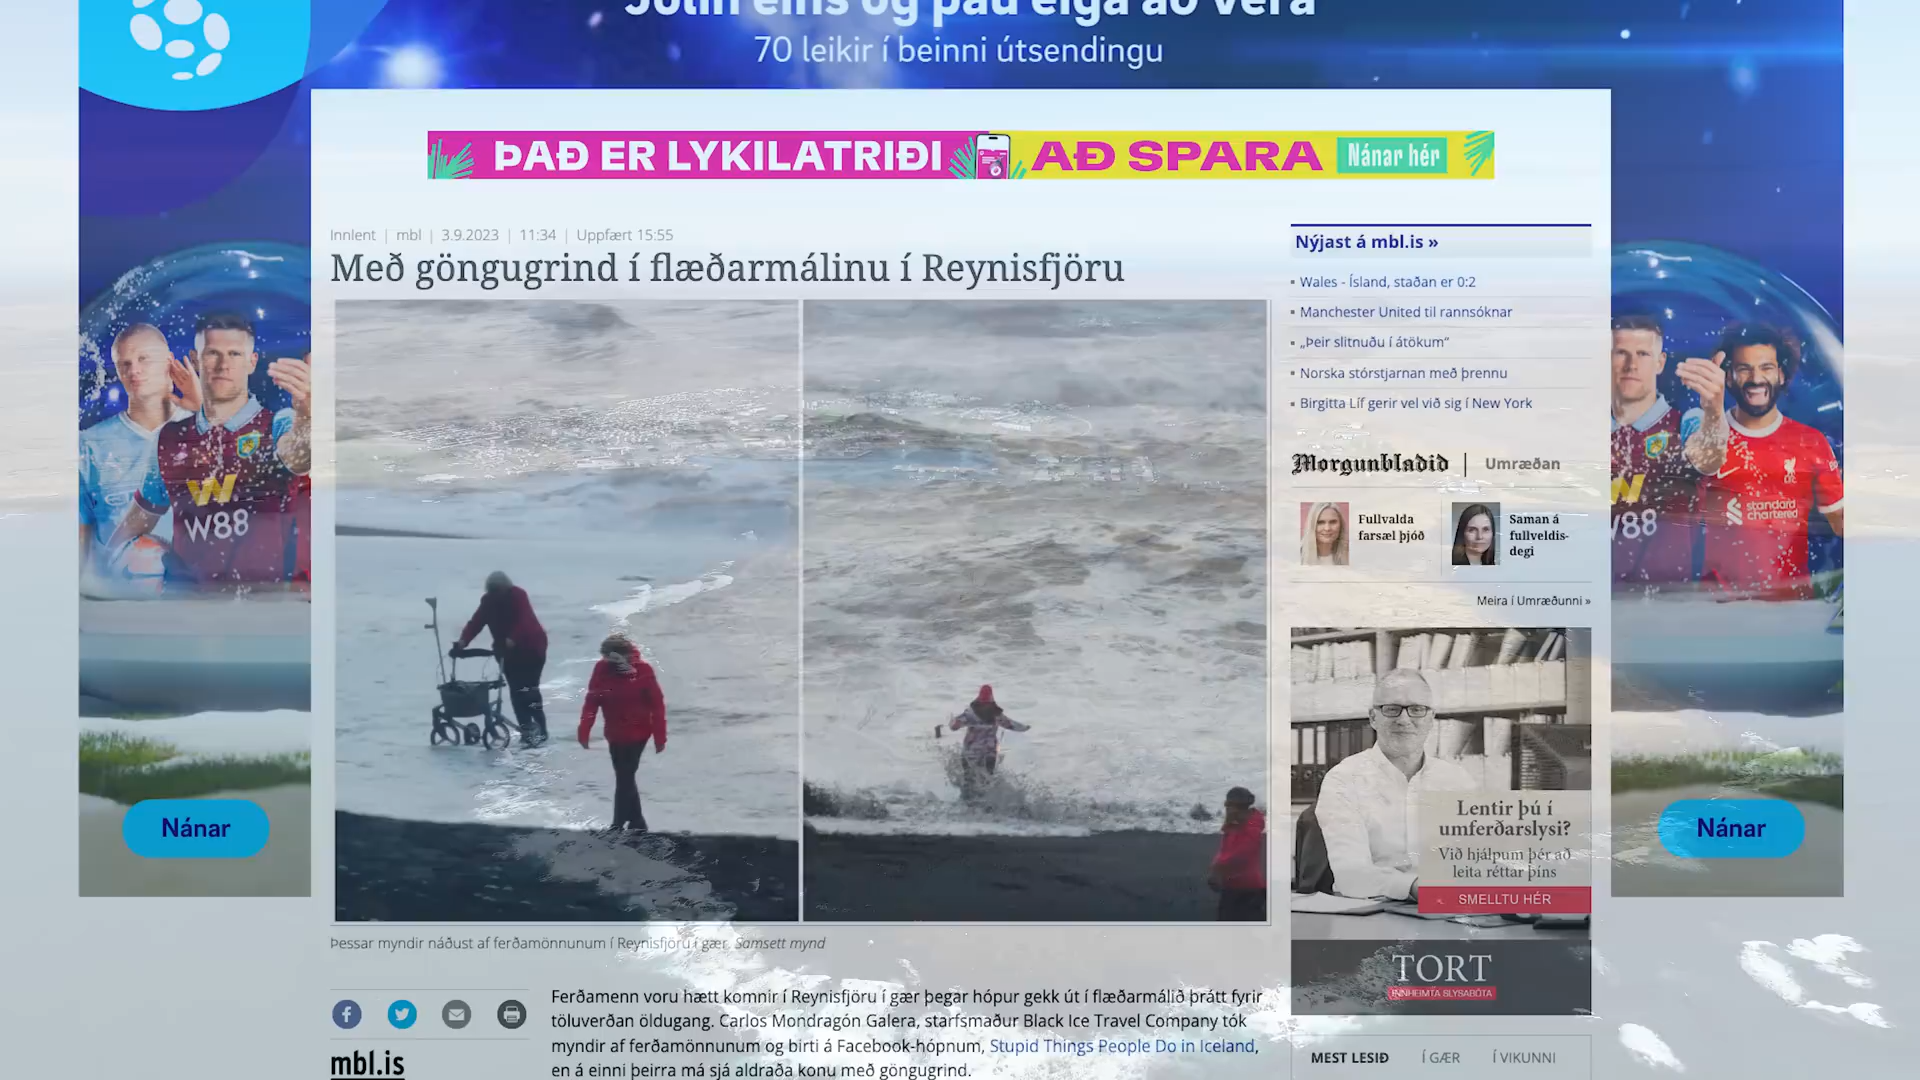 Jólin eins og þau eiga að vera
70 leikir í beinni útsendingu
ÞAÐ ER LYKILATRIÐI AÐ SPARA Nánar hér
Innlent | mbl | 3.9.2023 | 11:34 | Uppfært 15:55
Með göngugrind í flæðarmálinu í Reynisfjöru
Þessar myndir náðust af ferðamönnunum í Reynisfjöru í gær. Samsett mynd
Ferðamenn voru hætt komnir í Reynisfjöru í gær þegar hópur gekk út í flæðarmálið þrátt fyrir
töluverðan öldugang. Carlos Mondragón Galera, starfsmaður Black Ice Travel Company tók
myndir af ferðamönnunum og birti á Facebook-hópnum, Stupid Things People Do in Iceland,
en á einni þeirra má sjá aldraða konu með göngugrind.
mbl.is
Nýjast á mbl.is »
Wales - Ísland, staðan er 0:2
Manchester United til rannsóknar
„Þeir slitnuðu í átökum“
Norska stórstjarnan með þrennu
Birgitta Líf gerir vel við sig í New York
Morgunblaðið | Umræðan
Fullvalda
farsæl þjóð
Saman á
fullveldis-
degi
Meira í Umræðunni »
Lentir þú í
umferðarslysi?
Við hjálpum þér að
leita réttar þíns
SMELLTU HÉR
TORT
INNHEIMTA SLYSABÓTA
MEST LESIÐ Í GÆR Í VIKUNNI
W88
Nánar
W88
standard
chartered
Nánar